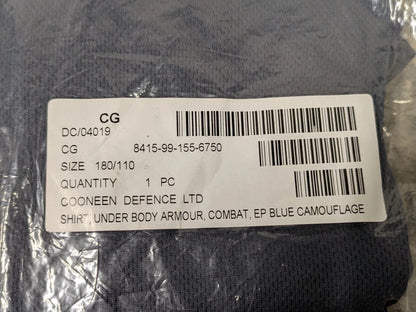 CG
DC/04019
CG 8415-99-155-6750
SIZE 180/110
QUANTITY 1 PC
COONEEN DEFENCE LTD
SHIRT, UNDER BODY ARMOUR, COMBAT, EP BLUE CAMOUFLAGE